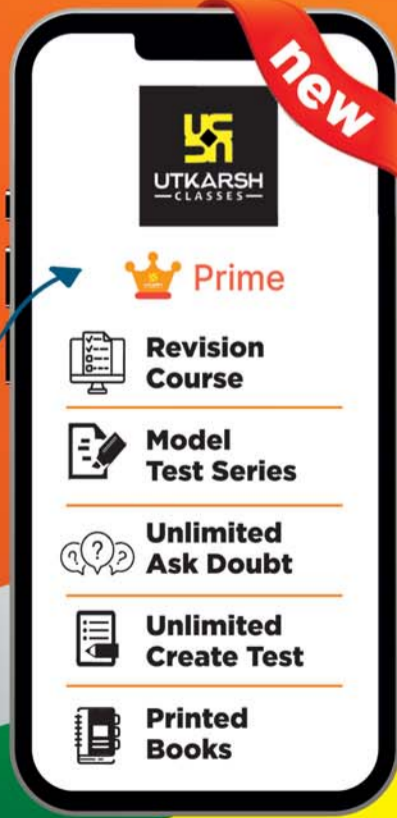 new
UTKARSH
CLASSES
Prime
Revision
Course
Model
Test Series
Unlimited
Ask Doubt
Unlimited
Create Test
Printed
Books